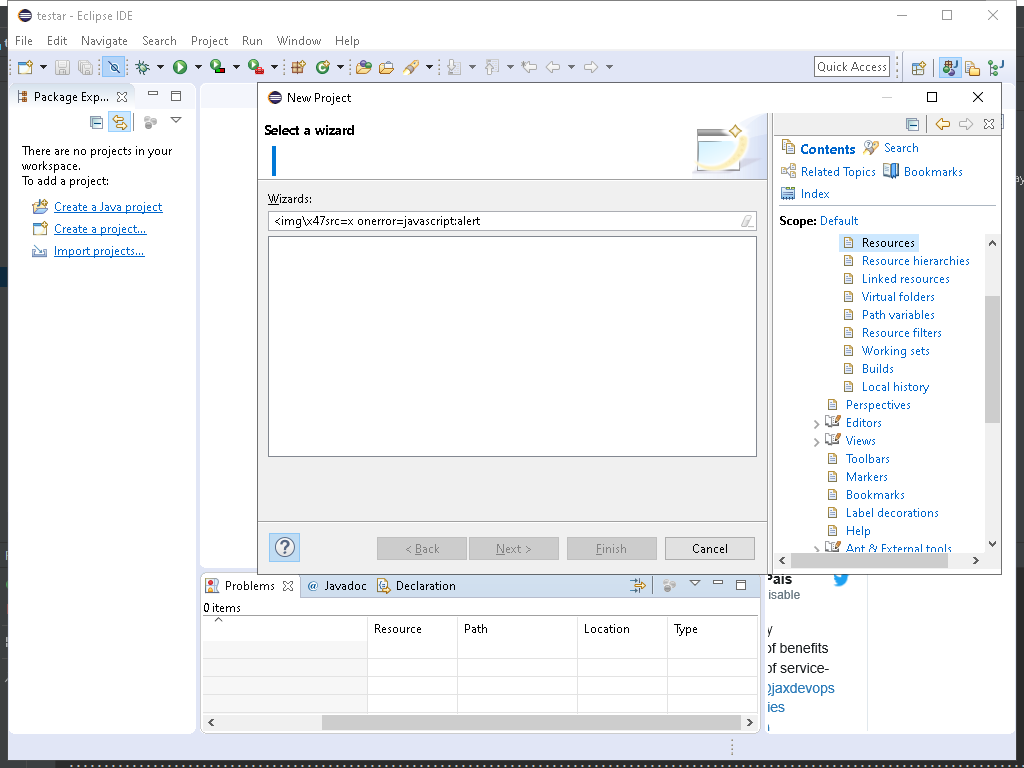 testar - Eclipse IDE
File Edit Navigate Search Project Run Window Help
Quick Access
Package Exp...
There are no projects in your
workspace.
To add a project:
Create a Java project
Create a project...
Import projects...
New Project
Select a wizard
Wizards:
<img\x47src=x onerror=javascript:alert
?
< Back
Next >
Finish
Cancel
Contents
Search
Related Topics
Bookmarks
Index
Scope: Default
Resources
Resource hierarchies
Linked resources
Virtual folders
Path variables
Resource filters
Working sets
Builds
Local history
Perspectives
Editors
Views
Toolbars
Markers
Bookmarks
Label decorations
Help
Ant & External tools
Problems
@ Javadoc
Declaration
0 items
Resource Path Location Type
Pais
isable
y
of benefits
of service-
@jaxdevops
ies